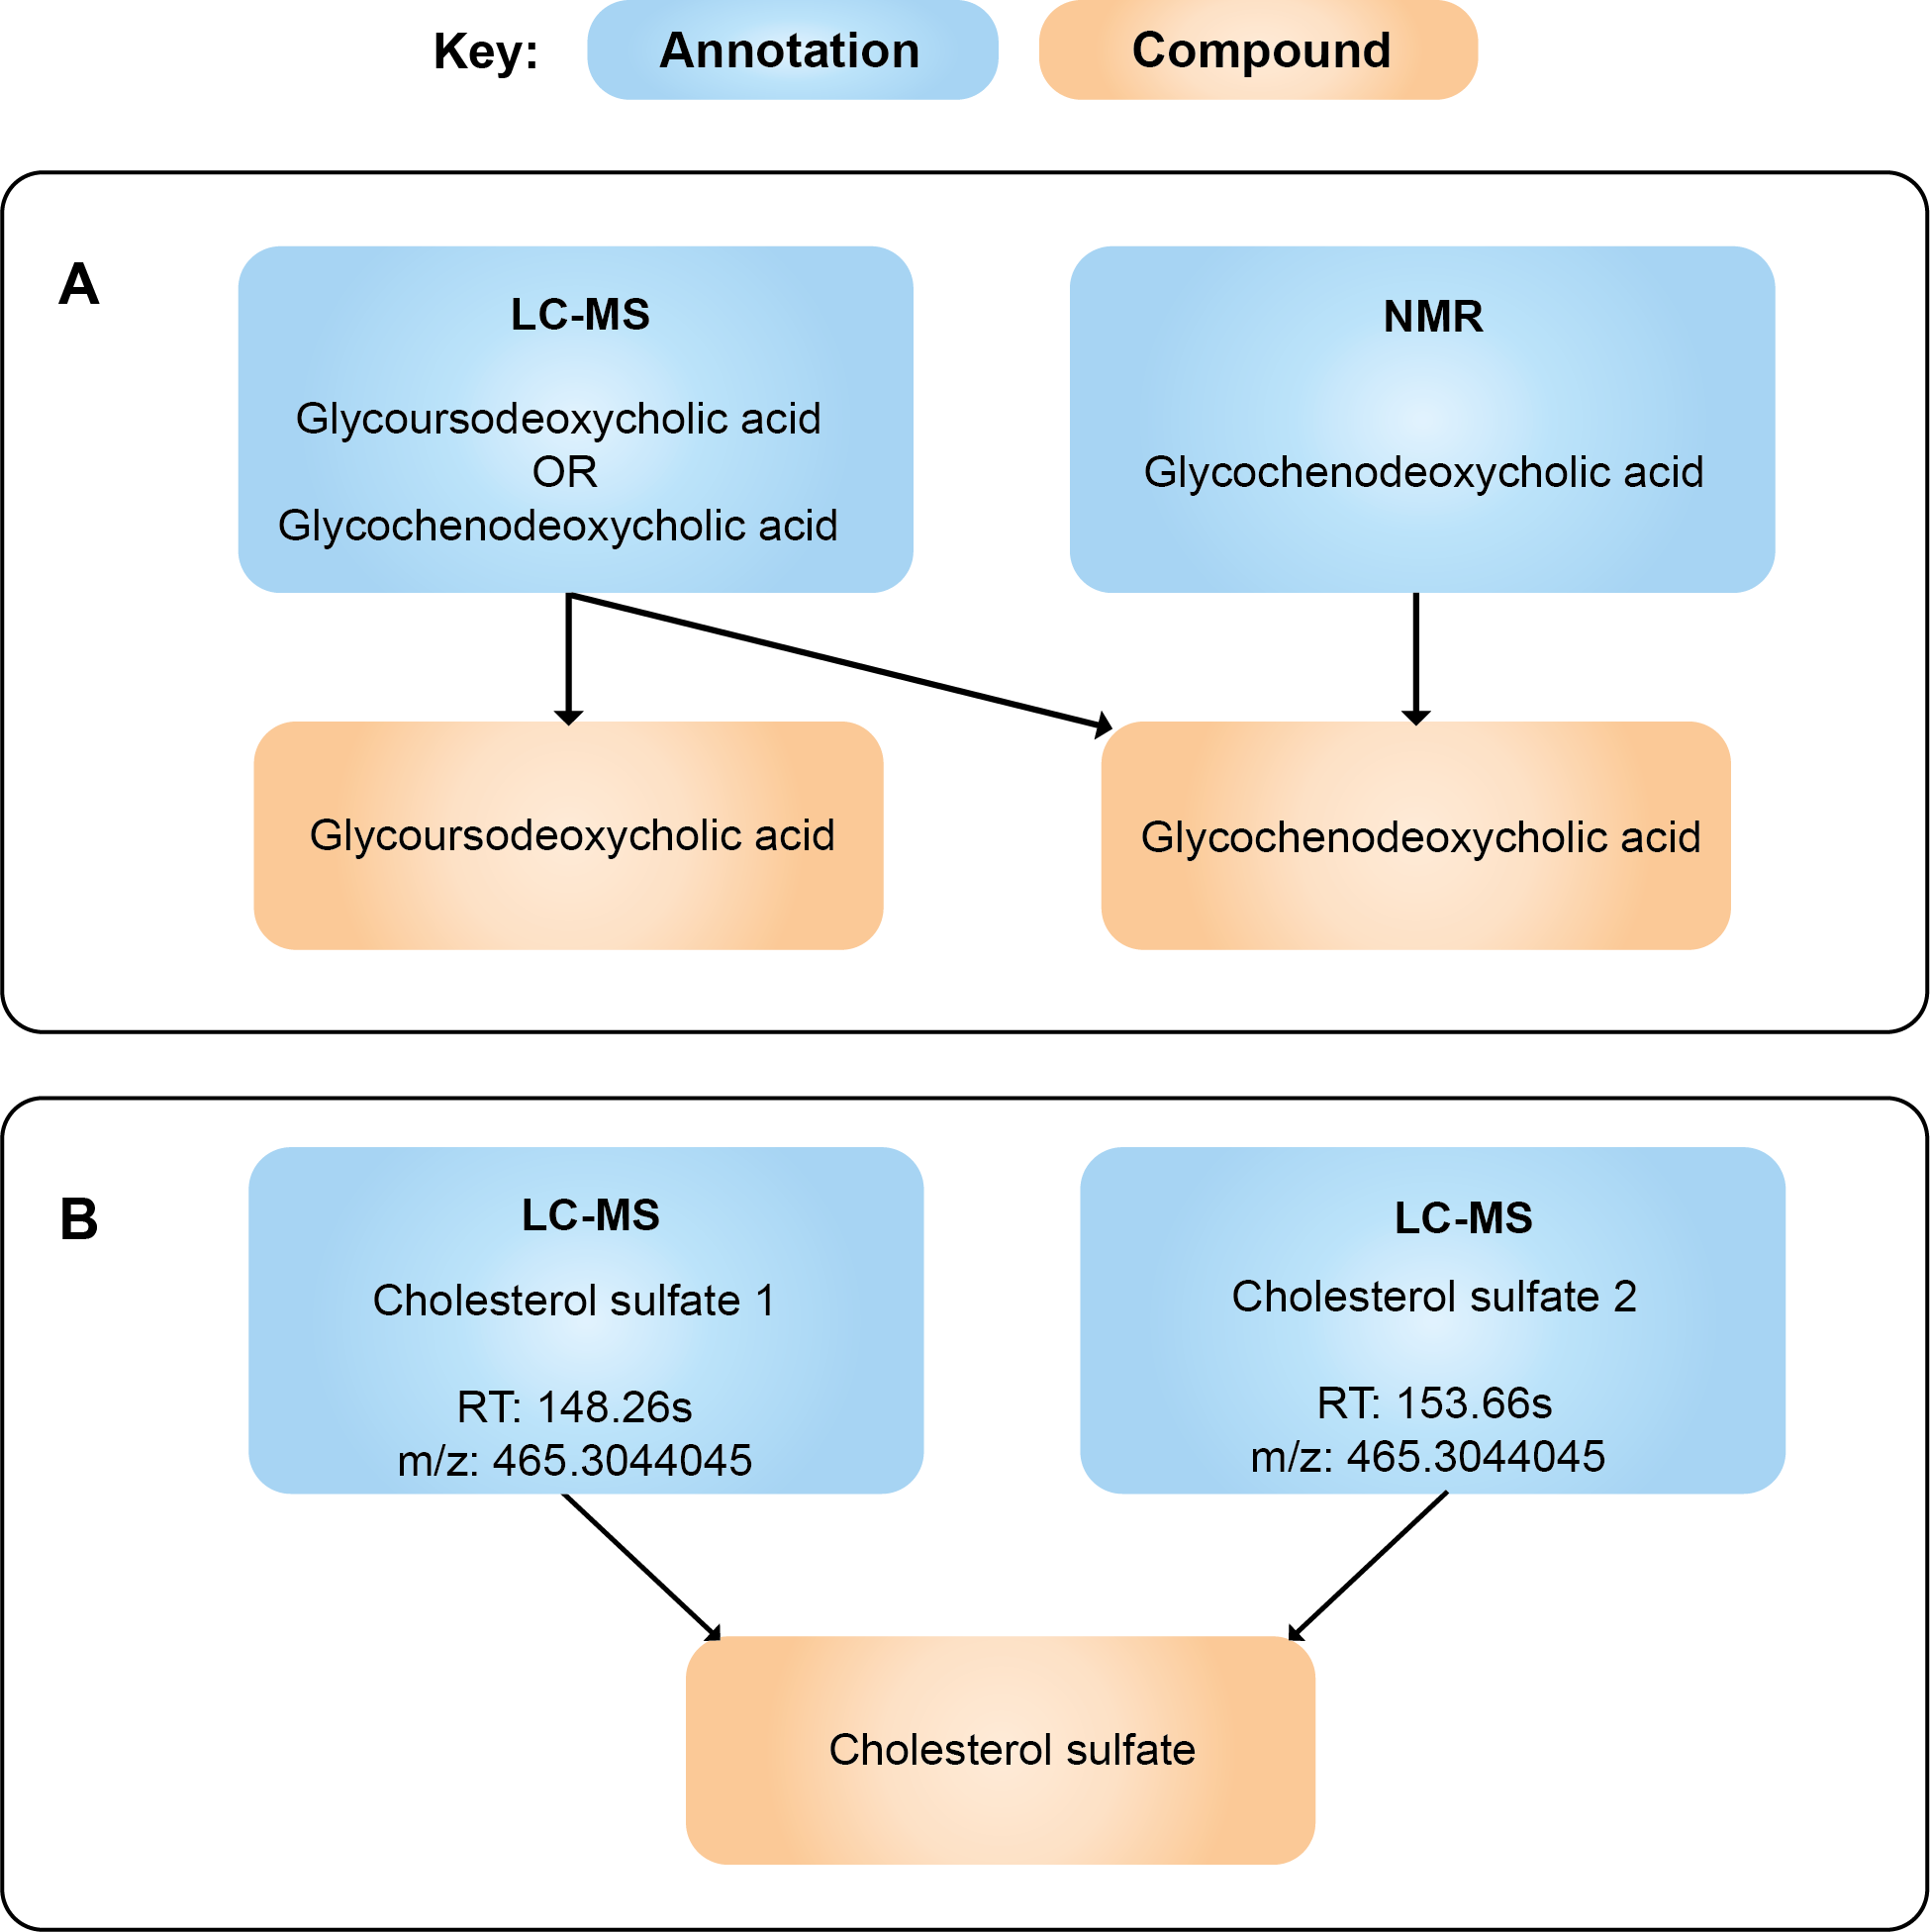 Key: Annotation Compound
A
LC-MS
Glycoursodeoxycholic acid
OR
Glycochenodeoxycholic acid
NMR
Glycochenodeoxycholic acid
Glycoursodeoxycholic acid
Glycochenodeoxycholic acid
B
LC-MS
Cholesterol sulfate 1
RT: 148.26s
m/z: 465.3044045
LC-MS
Cholesterol sulfate 2
RT: 153.66s
m/z: 465.3044045
Cholesterol sulfate